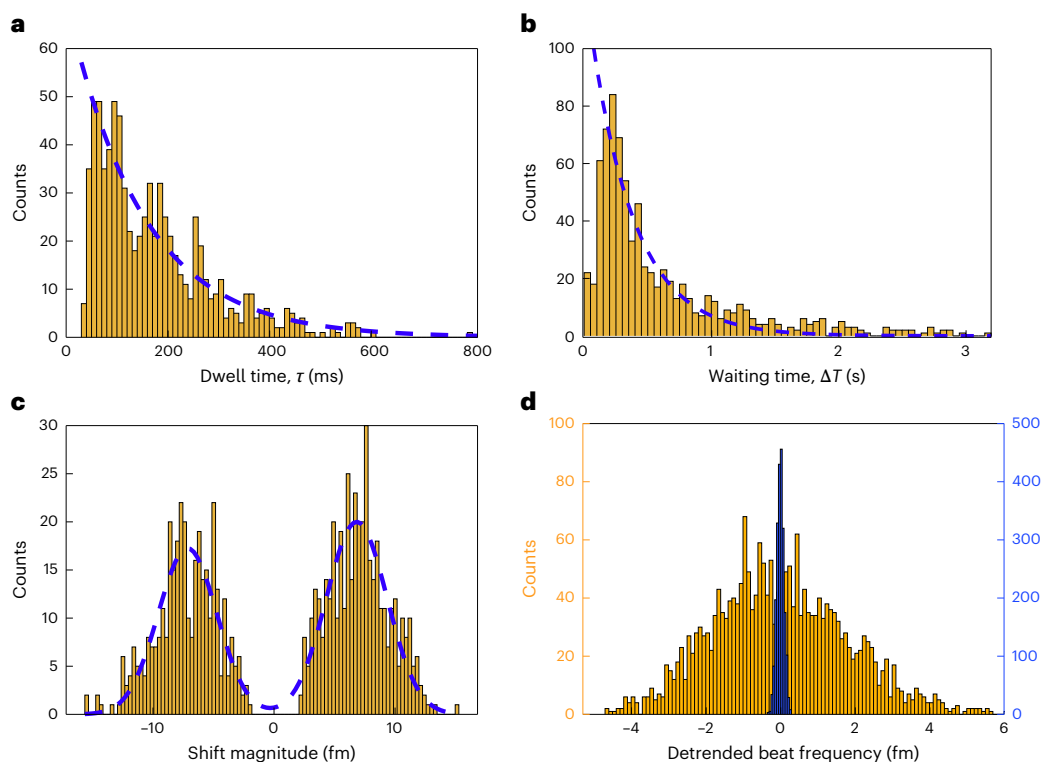 a
60
50
40
30
20
10
0
Counts
0 200 400 600 800
Dwell time, τ (ms)
b
100
80
60
40
20
0
Counts
0 1 2 3
Waiting time, ΔT (s)
c
30
25
20
15
10
5
0
Counts
–10 0 10
Shift magnitude (fm)
d
100 500
80 400
60 300
40 200
20 100
0 0
Counts
–4 –2 0 2 4 6
Detrended beat frequency (fm)